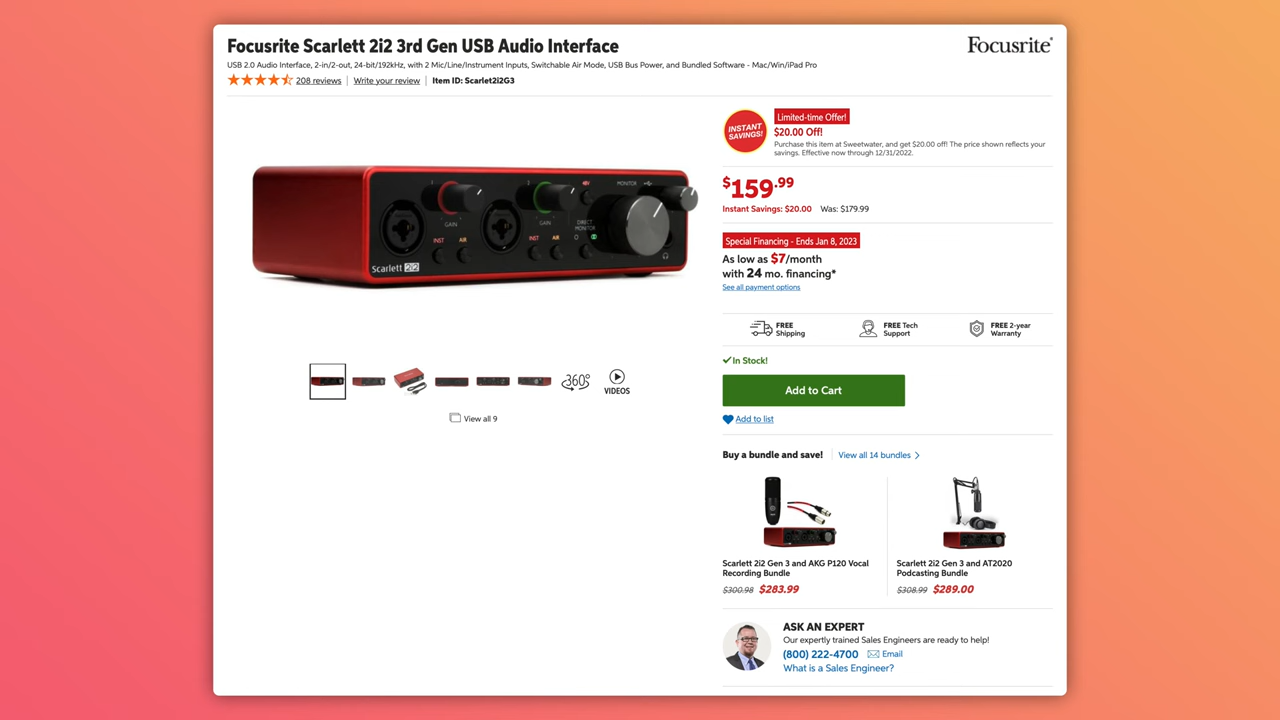 Focusrite Scarlett 2i2 3rd Gen USB Audio Interface
Focusrite®
USB 2.0 Audio Interface, 2-in/2-out, 24-bit/192kHz, with 2 Mic/Line/Instrument Inputs, Switchable Air Mode, USB Bus Power, and Bundled Software - Mac/Win/iPad Pro
208 reviews | Write your review | Item ID: Scarlet2i2G3
INSTANT
SAVINGS!
Limited-time Offer!
$20.00 Off!
Purchase this item at Sweetwater, and get $20.00 off! The price shown reflects your
savings. Effective now through 12/31/2022.
$159.99
Instant Savings: $20.00 Was: $179.99
Special Financing - Ends Jan 8, 2023
As low as $7/month
with 24 mo. financing*
See all payment options
FREE
Shipping
FREE Tech
Support
FREE 2-year
Warranty
In Stock!
Add to Cart
Add to list
MONITOR
GAIN
GAIN
DIRECT
MONITOR
INST AIR
INST AIR
Scarlett 2i2
360°
VIDEOS
View all 9
Buy a bundle and save!
View all 14 bundles
Scarlett 2i2 Gen 3 and AKG P120 Vocal
Recording Bundle
$300.98 $283.99
Scarlett 2i2 Gen 3 and AT2020
Podcasting Bundle
$308.99 $289.00
ASK AN EXPERT
Our expertly trained Sales Engineers are ready to help!
(800) 222-4700 Email
What is a Sales Engineer?